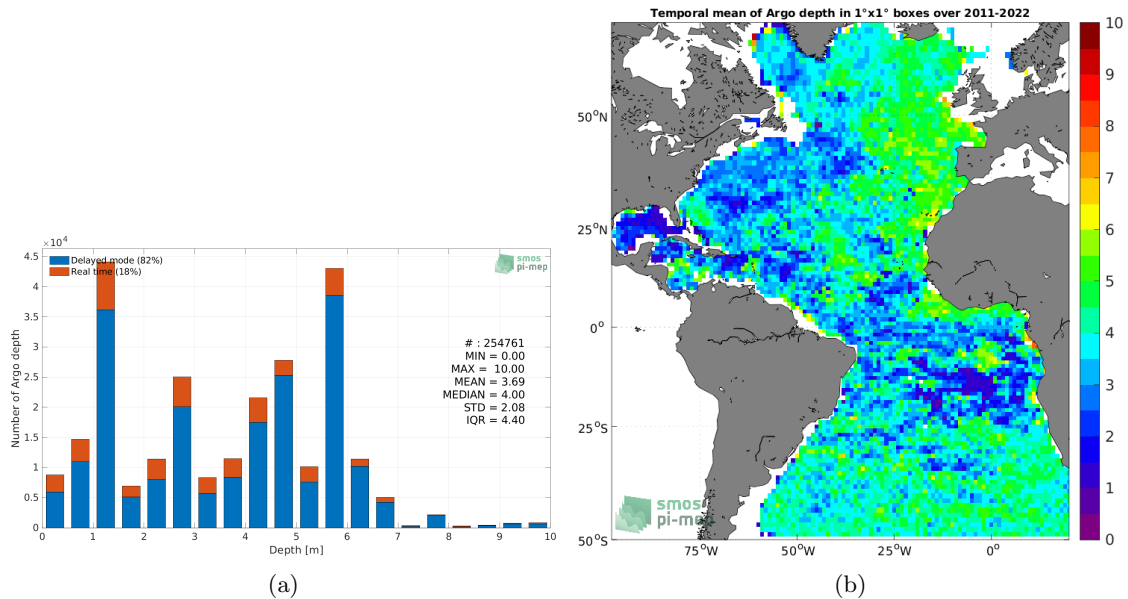 ×10⁴
4.5
4
3.5
3
2.5
2
1.5
1
0.5
0
Number of Argo depth
Delayed mode (82%)
Real time (18%)
smos
pi-mep
# : 254761
MIN = 0.00
MAX = 10.00
MEAN = 3.69
MEDIAN = 4.00
STD = 2.08
IQR = 4.40
0 1 2 3 4 5 6 7 8 9 10
Depth [m]
(a)
Temporal mean of Argo depth in 1°x1° boxes over 2011-2022
50°N
25°N
0°
25°S
50°S
75°W 50°W 25°W 0°
smos
pi-mep
10
9
8
7
6
5
4
3
2
1
0
(b)